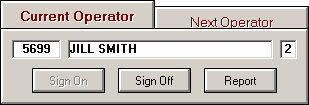 Current Operator Next Operator
5699 JILL SMITH 2
Sign On Sign Off Report